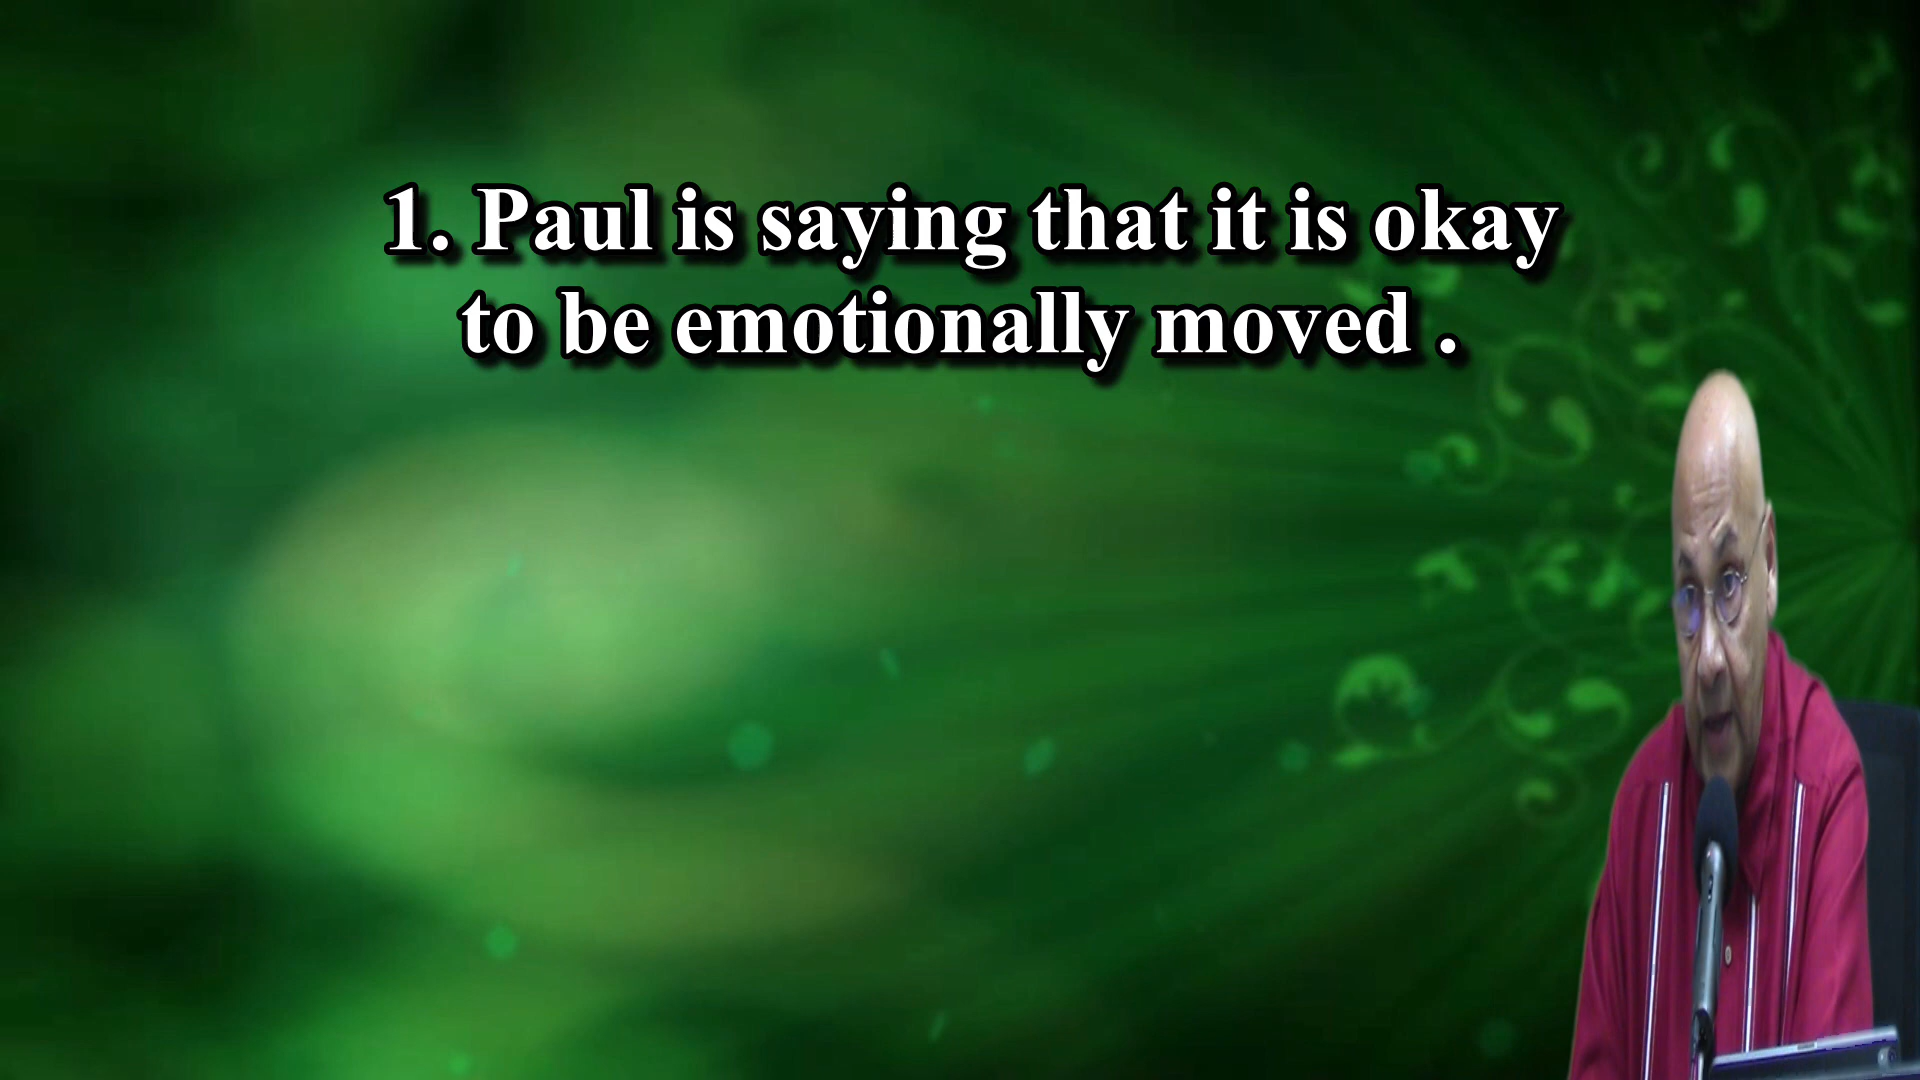 1. Paul is saying that it is okay
to be emotionally moved .